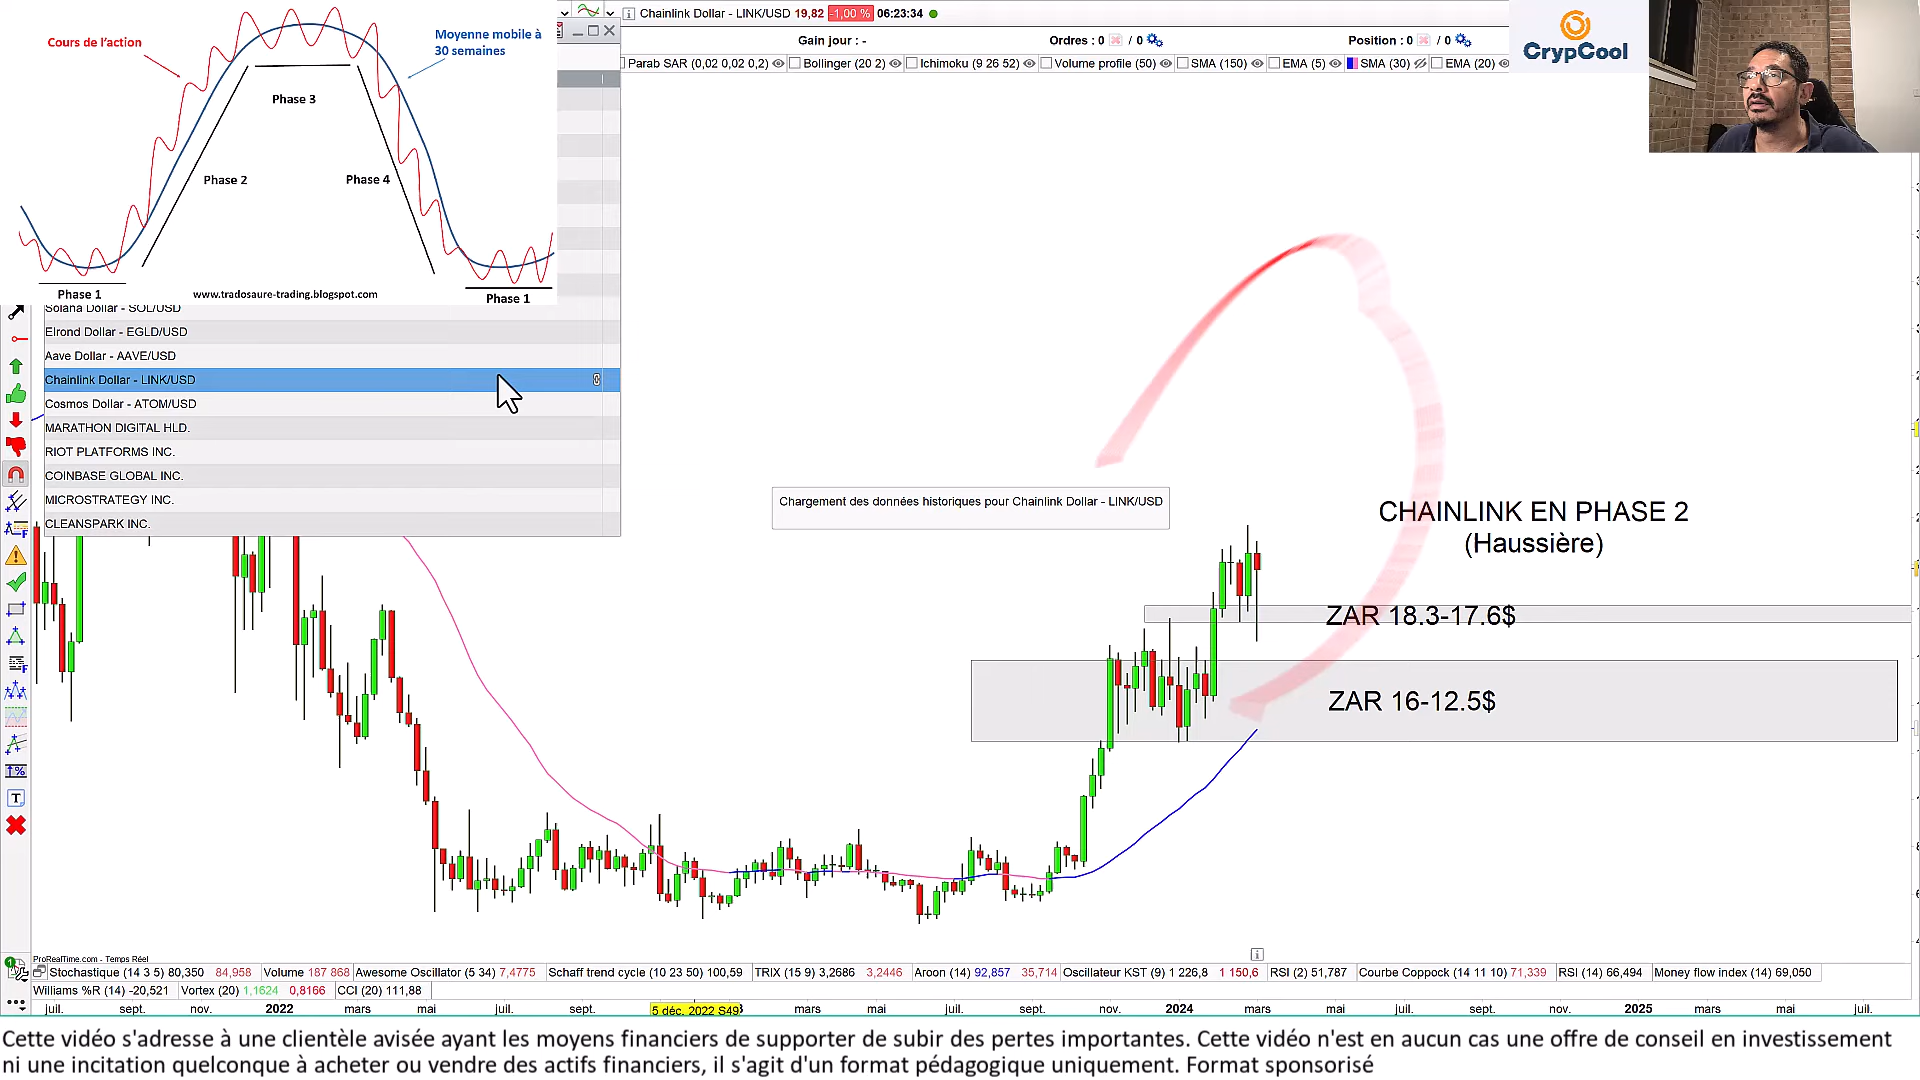 Cours de l'action
Moyenne mobile à
30 semaines
Phase 3
Phase 2
Phase 4
Phase 1
www.tradosaure-trading.blogspot.com
Phase 1
Chainlink Dollar - LINK/USD 19,82 -1,00 % 06:23:34
Gain jour : -
Ordres : 0 / 0
Position : 0 / 0
Parab SAR (0,02 0,02 0,2)
Bollinger (20 2)
Ichimoku (9 26 52)
Volume profile (50)
SMA (150)
EMA (5)
SMA (30)
EMA (20)
CrypCool
Solana Dollar - SOL/USD
Elrond Dollar - EGLD/USD
Aave Dollar - AAVE/USD
Chainlink Dollar - LINK/USD
Cosmos Dollar - ATOM/USD
MARATHON DIGITAL HLD.
RIOT PLATFORMS INC.
COINBASE GLOBAL INC.
MICROSTRATEGY INC.
CLEANSPARK INC.
Chargement des données historiques pour Chainlink Dollar - LINK/USD
CHAINLINK EN PHASE 2
(Haussière)
ZAR 18.3-17.6$
ZAR 16-12.5$
ProRealTime.com - Temps Réel
Stochastique (14 3 5) 80,350 84,958 Volume 187 868 Awesome Oscillator (5 34) 7,4775 Schaff trend cycle (10 23 50) 100,59 TRIX (15 9) 3,2686 3,2446 Aroon (14) 92,857 35,714 Oscillateur KST (9) 1 226,8 1 150,6 RSI (2) 51,787 Courbe Coppock (14 11 10) 71,339 RSI (14) 66,494 Money flow index (14) 69,050
Williams %R (14) -20,521 Vortex (20) 1,1624 0,8166 CCI (20) 111,88
juil. sept. nov. 2022 mars mai juil. sept. 5 déc. 2022 S49 mars mai juil. sept. nov. 2024 mars mai juil. sept. nov. 2025 mars mai juil.
Cette vidéo s'adresse à une clientèle avisée ayant les moyens financiers de supporter de subir des pertes importantes. Cette vidéo n'est en aucun cas une offre de conseil en investissement
ni une incitation quelconque à acheter ou vendre des actifs financiers, il s'agit d'un format pédagogique uniquement. Format sponsorisé